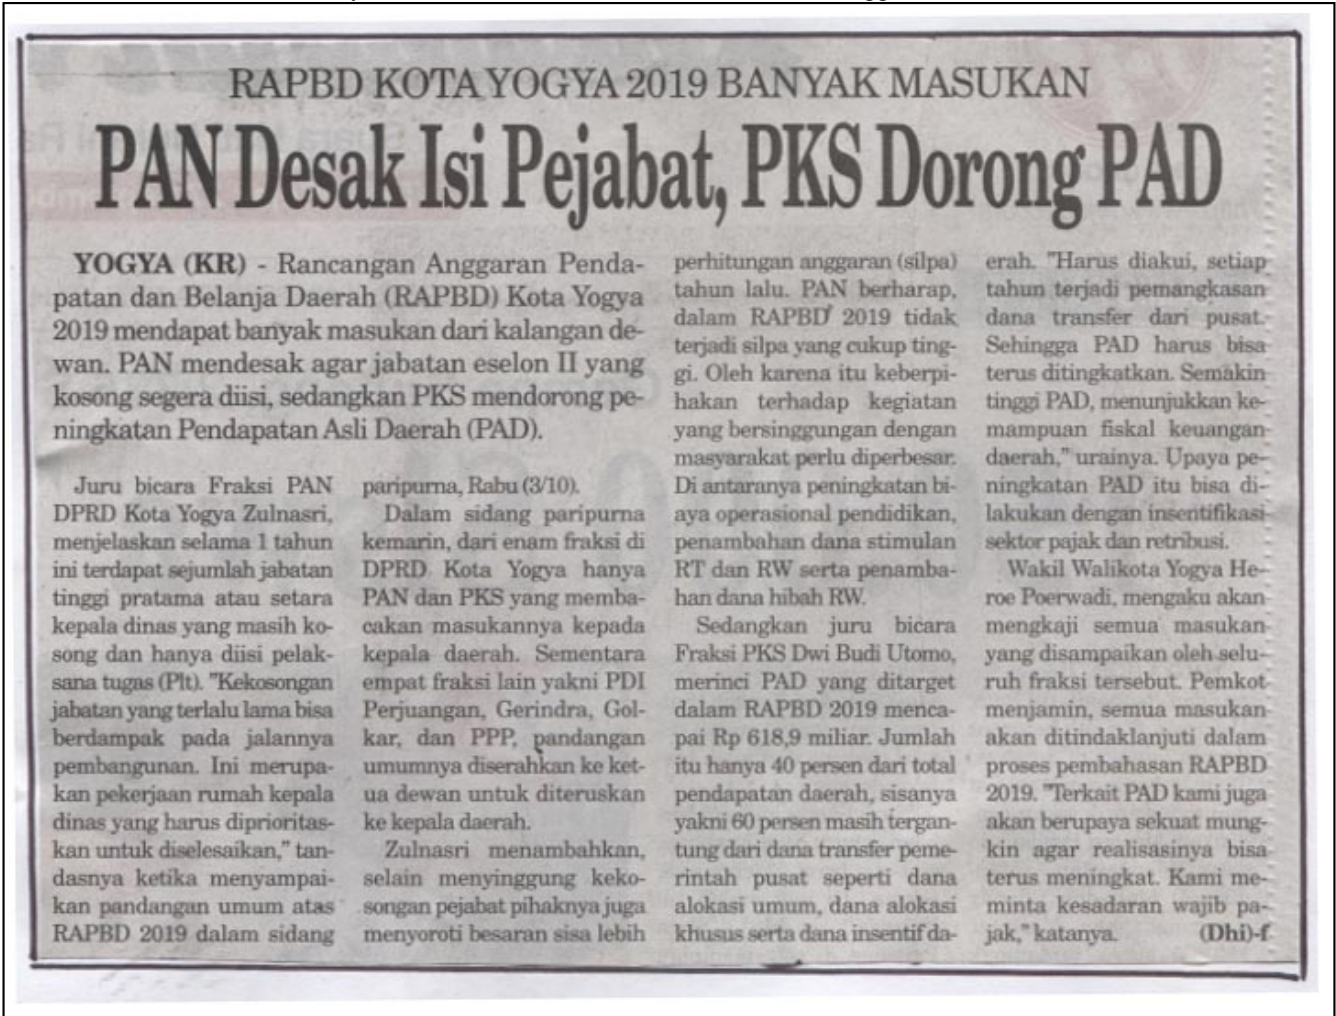 RAPBD KOTA YOGYA 2019 BANYAK MASUKAN
PAN Desak Isi Pejabat, PKS Dorong PAD
YOGYA (KR) - Rancangan Anggaran Penda-
patan dan Belanja Daerah (RAPBD) Kota Yogya
2019 mendapat banyak masukan dari kalangan de-
wan. PAN mendesak agar jabatan eselon II yang
kosong segera diisi, sedangkan PKS mendorong pe-
ningkatan Pendapatan Asli Daerah (PAD).
Juru bicara Fraksi PAN
DPRD Kota Yogya Zulnasri,
menjelaskan selama 1 tahun
ini terdapat sejumlah jabatan
tinggi pratama atau setara
kepala dinas yang masih ko-
song dan hanya diisi pelak-
sana tugas (Plt). "Kekosongan
jabatan yang terlalu lama bisa
berdampak pada jalannya
pembangunan. Ini merupa-
kan pekerjaan rumah kepala
dinas yang harus dipriоritas-
kan untuk diselesaikan," tan-
dasnya ketika menyampai-
kan pandangan umum atas
RAPBD 2019 dalam sidang
paripurna, Rabu (3/10).
Dalam sidang paripurna
kemarin, dari enam fraksi di
DPRD Kota Yogya hanya
PAN dan PKS yang memba-
cakan masukannya kepada
kepala daerah. Sementara
empat fraksi lain yakni PDI
Perjuangan, Gerindra, Gol-
kar, dan PPP, pandangan
umumnya diserahkan ke ket-
ua dewan untuk diteruskan
ke kepala daerah.
Zulnasri menambahkan,
selain menyinggung keko-
songan pejabat pihaknya juga
menyoroti besaran sisa lebih
perhitungan anggaran (silpa)
tahun lalu. PAN berharap,
dalam RAPBD 2019 tidak
terjadi silpa yang cukup ting-
gi. Oleh karena itu keberpi-
hakan terhadap kegiatan
yang bersinggungan dengan
masyarakat perlu diperbesar.
Di antaranya peningkatan bi-
aya operasional pendidikan,
penambahan dana stimulan
RT dan RW serta penamba-
han dana hibah RW.
Sedangkan juru bicara
Fraksi PKS Dwi Budi Utomo,
merinci PAD yang ditarget
dalam RAPBD 2019 menca-
pai Rp 618,9 miliar. Jumlah
itu hanya 40 persen dari total
pendapatan daerah, sisanya
yakni 60 persen masih tergan-
tung dari dana transfer peme-
rintah pusat seperti dana
alokasi umum, dana alokasi
khusus serta dana insentif da-
erah. "Harus diakui, setiap
tahun terjadi pemangkasan
dana transfer dari pusat.
Sehingga PAD harus bisa
terus ditingkatkan. Semakin
tinggi PAD, menunjukkan ke-
mampuan fiskal keuangan
daerah," urainya. Upaya pe-
ningkatan PAD itu bisa di-
lakukan dengan insentifikasi
sektor pajak dan retribusi.
Wakil Walikota Yogya He-
roe Poerwadi, mengaku akan
mengkaji semua masukan
yang disampaikan oleh selu-
ruh fraksi tersebut. Pemkot
menjamin, semua masukan
akan ditindaklanjuti dalam
proses pembahasan RAPBD
2019. "Terkait PAD kami juga
akan berupaya sekuat mung-
kin agar realisasinya bisa
terus meningkat. Kami me-
minta kesadaran wajib pa-
jak," katanya. (Dhi)-f